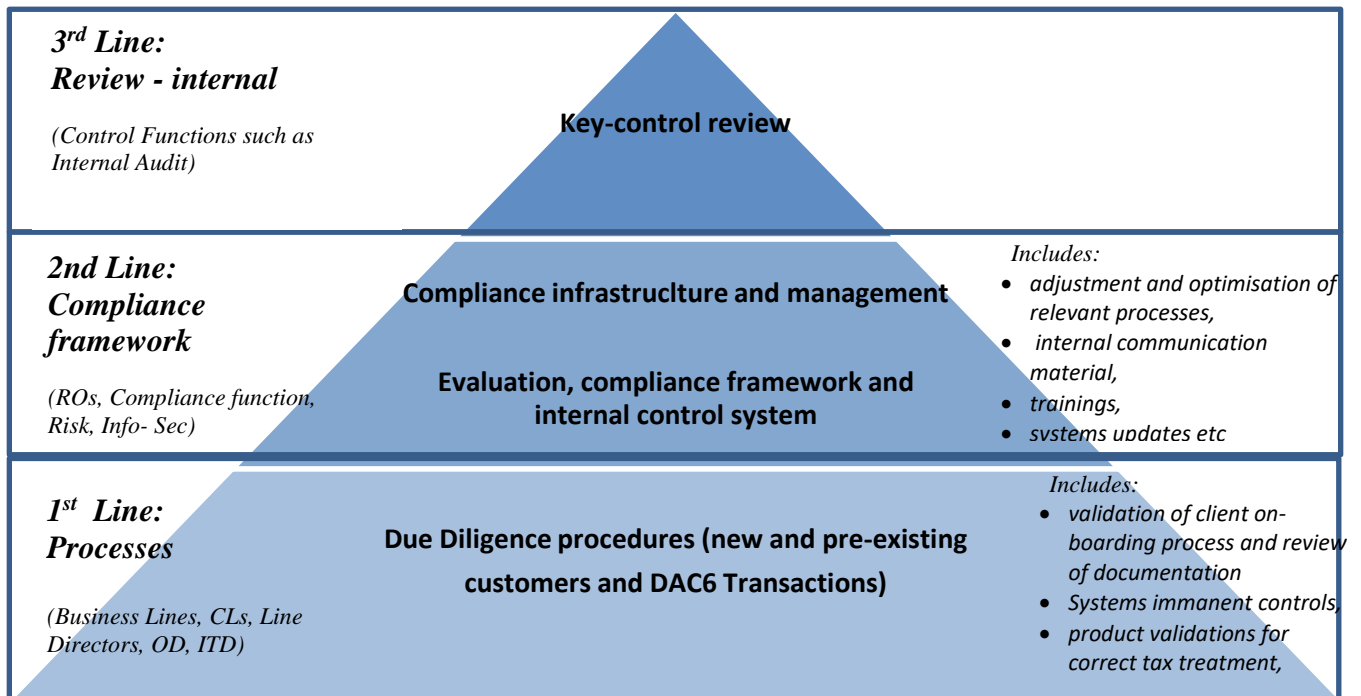 3rd Line:
Review - internal
(Control Functions such as
Internal Audit)
Key-control review
2nd Line:
Compliance
framework
(ROs, Compliance function,
Risk, Info- Sec)
Compliance infrastruclture and management
Evaluation, compliance framework and
internal control system
Includes:
• adjustment and optimisation of
relevant processes,
• internal communication
material,
• trainings,
• systems updates etc
1st Line:
Processes
(Business Lines, CLs, Line
Directors, OD, ITD)
Due Diligence procedures (new and pre-existing
customers and DAC6 Transactions)
Includes:
• validation of client on-
boarding process and review
of documentation
• Systems immanent controls,
• product validations for
correct tax treatment,